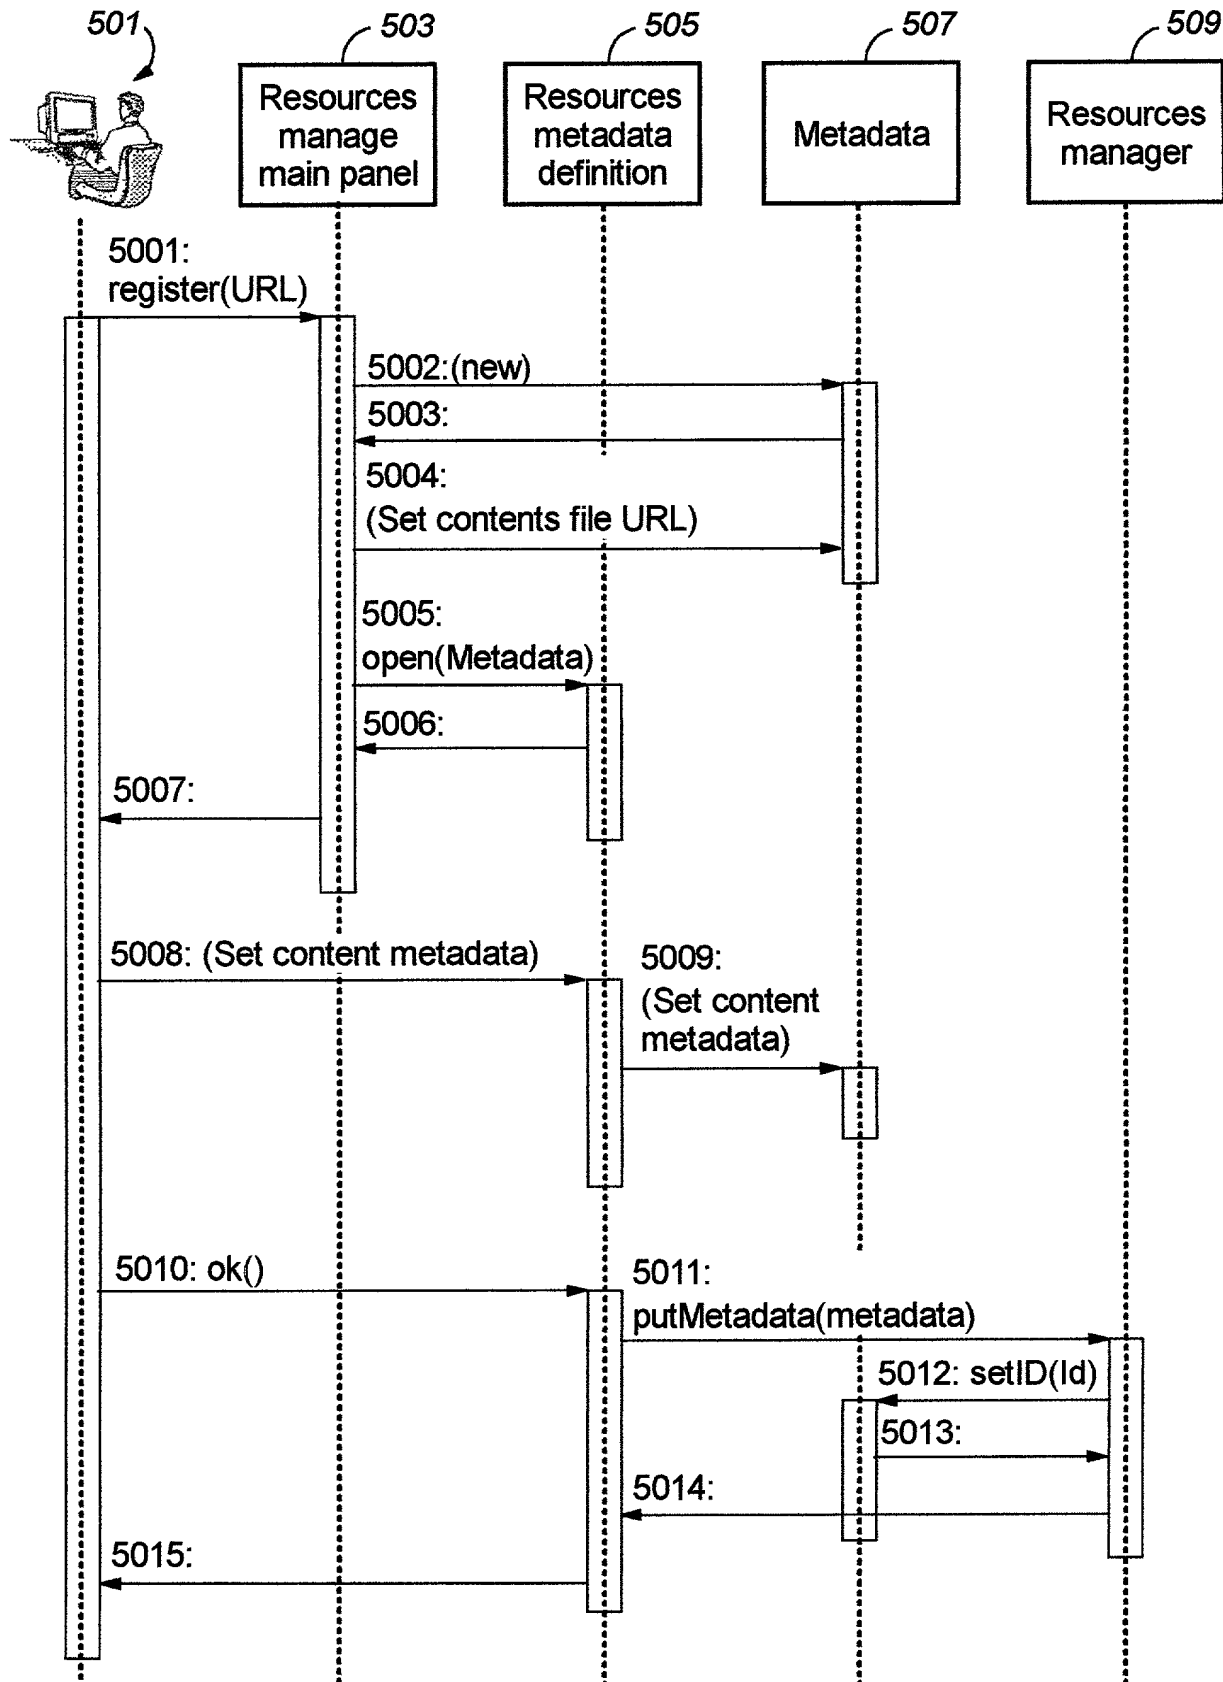 501
503
505
507
509
Resources
manage
main panel
Resources
metadata
definition
Metadata
Resources
manager
5001:
register(URL)
5002:(new)
5003:
5004:
(Set contents file URL)
5005:
open(Metadata)
5006:
5007:
5008: (Set content metadata)
5009:
(Set content
metadata)
5010: ok()
5011:
putMetadata(metadata)
5012: setID(Id)
5013:
5014:
5015: